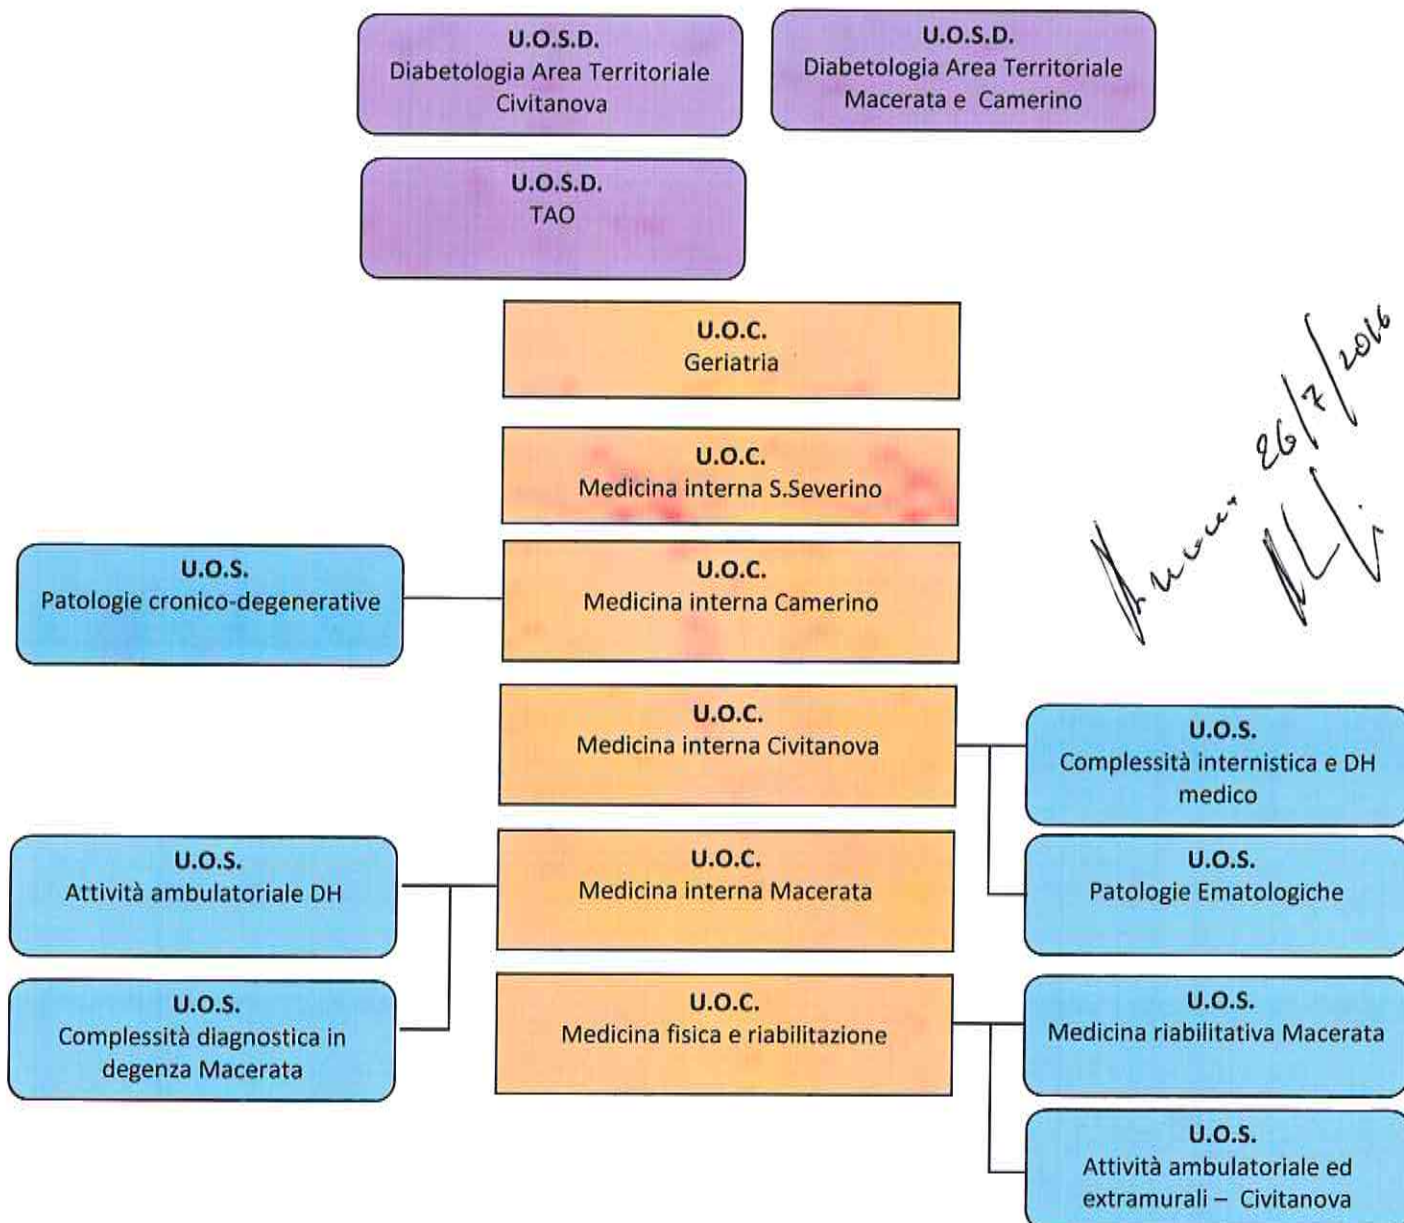 U.O.S.D.
Diabetologia Area Territoriale
Civitanova
U.O.S.D.
Diabetologia Area Territoriale
Macerata e Camerino
U.O.S.D.
TAO
U.O.C.
Geriatria
26/7/2016
U.O.C.
Medicina interna S.Severino
U.O.S.
Patologie cronico-degenerative
U.O.C.
Medicina interna Camerino
U.O.C.
Medicina interna Civitanova
U.O.S.
Complessità internistica e DH
medico
U.O.S.
Attività ambulatoriale DH
U.O.C.
Medicina interna Macerata
U.O.S.
Patologie Ematologiche
U.O.S.
Complessità diagnostica in
degenza Macerata
U.O.C.
Medicina fisica e riabilitazione
U.O.S.
Medicina riabilitativa Macerata
U.O.S.
Attività ambulatoriale ed
extramurali – Civitanova